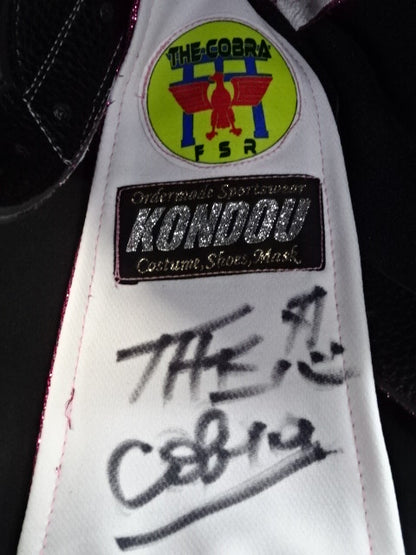 THE COBRA
FSR
Ordermade Sportswear
KONDOU
Costume, Shoes, Mask.
THE
Cobra